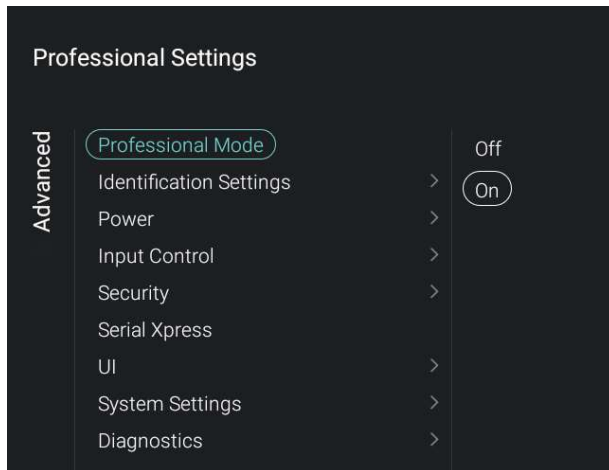 Professional Settings
Advanced
Professional Mode
Off
Identification Settings
On
Power
Input Control
Security
Serial Xpress
UI
System Settings
Diagnostics